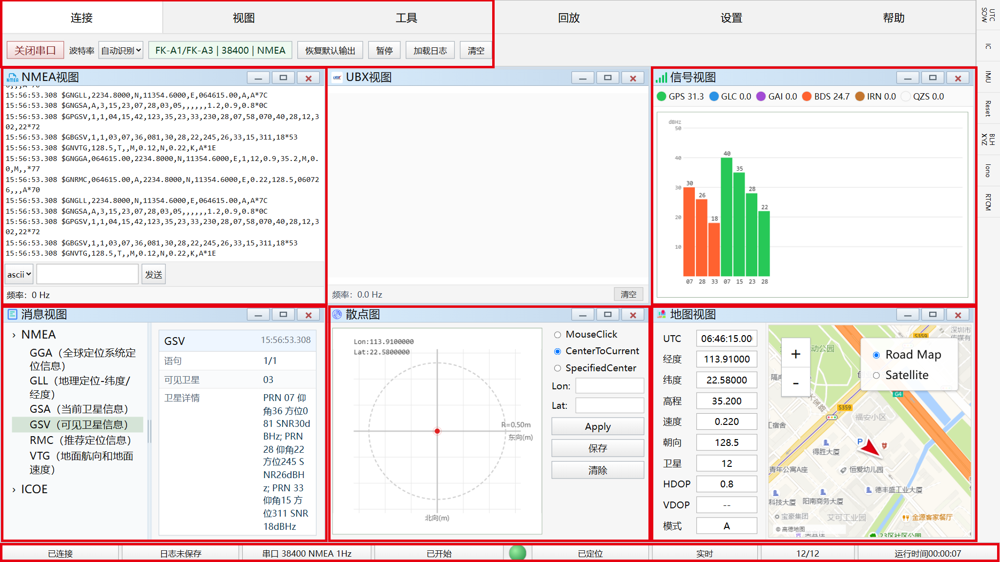 连接 视图 工具 回放 设置 帮助
关闭串口 波特率 自动识别 FK-A1/FK-A3 | 38400 | NMEA 恢复默认输出 暂停 加载日志 清空
UTC
SOW
IC
IMU
Reset
BLH
XYZ
Iono
RTCM
NMEA视图
15:56:53.308 $GNGLL,2234.8000,N,11354.6000,E,064615.00,A,A*7C
15:56:53.308 $GNGSA,A,3,15,23,07,28,03,05,,,,,,1.2,0.9,0.8*0C
15:56:53.308 $GPGSV,1,1,04,15,42,123,35,23,33,230,28,07,58,070,40,28,12,3
02,22*72
15:56:53.308 $GBGSV,1,1,03,07,36,081,30,28,22,245,26,33,15,311,18*53
15:56:53.308 $GNVTG,128.5,T,,M,0.12,N,0.22,K,A*1E
15:56:53.308 $GNGGA,064615.00,2234.8000,N,11354.6000,E,1,12,0.9,35.2,M,0.
0,M,,*77
15:56:53.308 $GNRMC,064615.00,A,2234.8000,N,11354.6000,E,0.22,128.5,06072
6,,,A*70
15:56:53.308 $GNGLL,2234.8000,N,11354.6000,E,064615.00,A,A*7C
15:56:53.308 $GNGSA,A,3,15,23,07,28,03,05,,,,,,1.2,0.9,0.8*0C
15:56:53.308 $GPGSV,1,1,04,15,42,123,35,23,33,230,28,07,58,070,40,28,12,3
02,22*72
15:56:53.308 $GBGSV,1,1,03,07,36,081,30,28,22,245,26,33,15,311,18*53
15:56:53.308 $GNVTG,128.5,T,,M,0.12,N,0.22,K,A*1E
ascii 发送
频率：0 Hz
UBX视图
频率：0.0 Hz 清空
信号视图
GPS 31.3 GLC 0.0 GAI 0.0 BDS 24.7 IRN 0.0 QZS 0.0
dBHz
50
40
30
20
10
30 26 18 40 35 28 22
07 28 33 07 15 23 28
消息视图
NMEA
GGA（全球定位系统定
位信息）
GLL（地理定位-纬度/
经度）
GSA（当前卫星信息）
GSV（可见卫星信息）
RMC（推荐定位信息）
VTG（地面航向和地面
速度）
ICOE
GSV 15:56:53.308
语句 1/1
可见卫星 03
卫星详情 PRN 07 仰
角36 方位0
81 SNR30d
BHz; PRN
28 仰角22
方位245 S
NR26dBH
z; PRN 33
仰角15 方
位311 SNR
18dBHz
散点图
Lon:113.9100000
Lat:22.5800000
R=0.50m
东向(m)
北向(m)
MouseClick
CenterToCurrent
SpecifiedCenter
Lon:
Lat:
Apply
保存
清除
地图视图
UTC 06:46:15.00
经度 113.91000
纬度 22.58000
高程 35.200
速度 0.220
朝向 128.5
卫星 12
HDOP 0.8
VDOP --
模式 A
+
-
Road Map
Satellite
S359
深圳市
传媒有
动公园
G4
S359
福安小区
工宿舍
P
得胜大厦
青年公寓A座
恒爱幼儿园
德丰盛工业大厦
科技大厦
阳南商务大厦
宝豪集团
艾可工业园
金源客家餐厅
© 高德地图
23区社区公园
已连接 日志未保存 串口 38400 NMEA 1Hz 已开始 已定位 实时 12/12 运行时间00:00:07